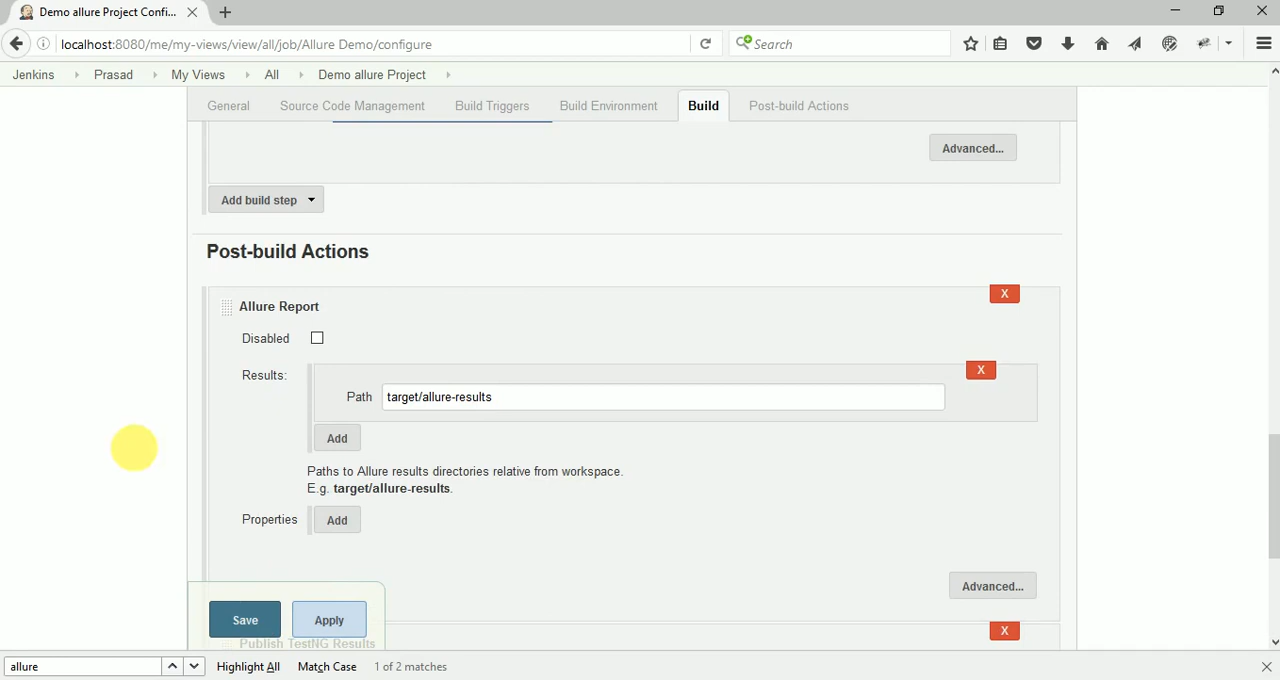 Demo allure Project Confi...
localhost:8080/me/my-views/view/all/job/Allure Demo/configure
Search
Jenkins Prasad My Views All Demo allure Project
General Source Code Management Build Triggers Build Environment Build Post-build Actions
Advanced...
Add build step
Post-build Actions
X
Allure Report
Disabled
X
Results:
Path target/allure-results
Add
Paths to Allure results directories relative from workspace.
E.g. target/allure-results.
Properties Add
Advanced...
Save Apply
X
Publish TestNG Results
allure Highlight All Match Case 1 of 2 matches